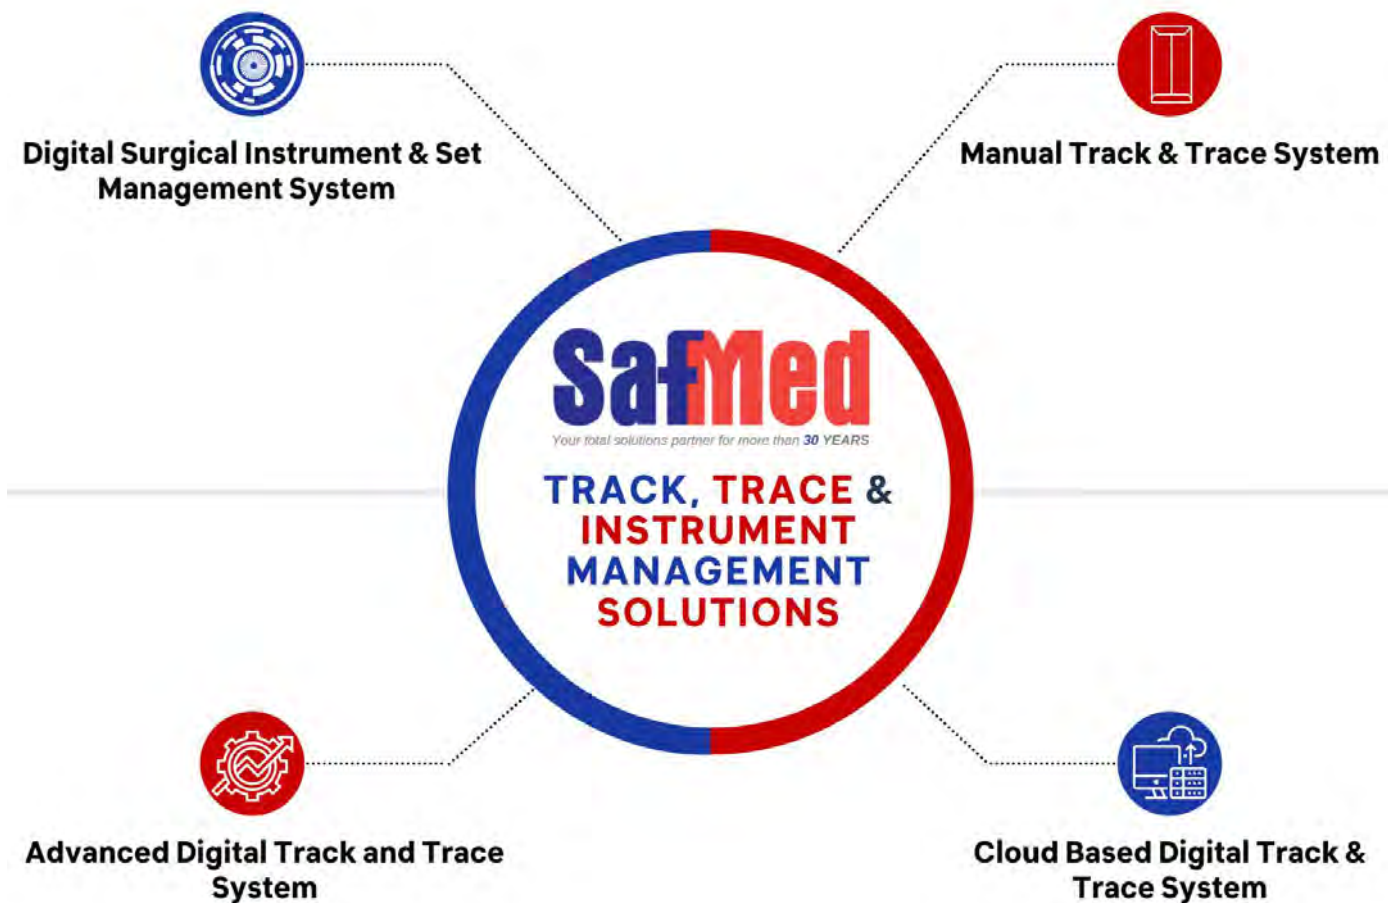 Digital Surgical Instrument & Set
Management System
Manual Track & Trace System
SafMed
Your total solutions partner for more than 30 YEARS
TRACK, TRACE &
INSTRUMENT
MANAGEMENT
SOLUTIONS
Advanced Digital Track and Trace
System
Cloud Based Digital Track &
Trace System